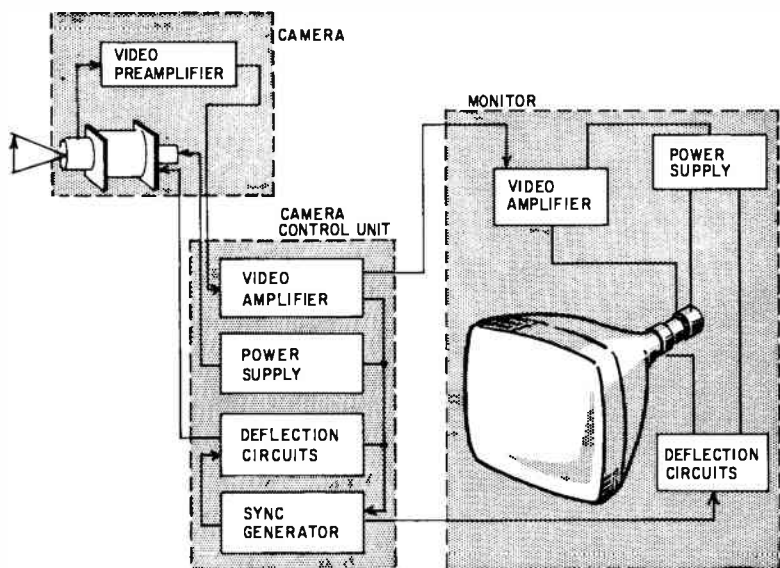 CAMERA
VIDEO
PREAMPLIFIER
CAMERA
CONTROL UNIT
VIDEO
AMPLIFIER
POWER
SUPPLY
DEFLECTION
CIRCUITS
SYNC
GENERATOR
MONITOR
VIDEO
AMPLIFIER
POWER
SUPPLY
DEFLECTION
CIRCUITS